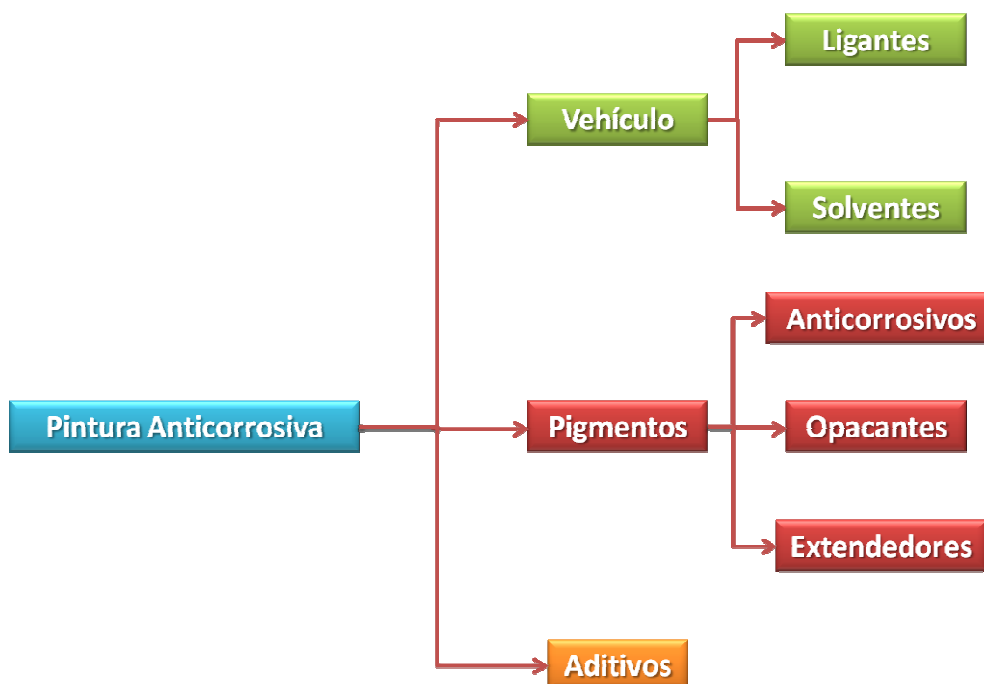 Pintura Anticorrosiva
Vehículo
Ligantes
Solventes
Pigmentos
Anticorrosivos
Opacantes
Extendedores
Aditivos